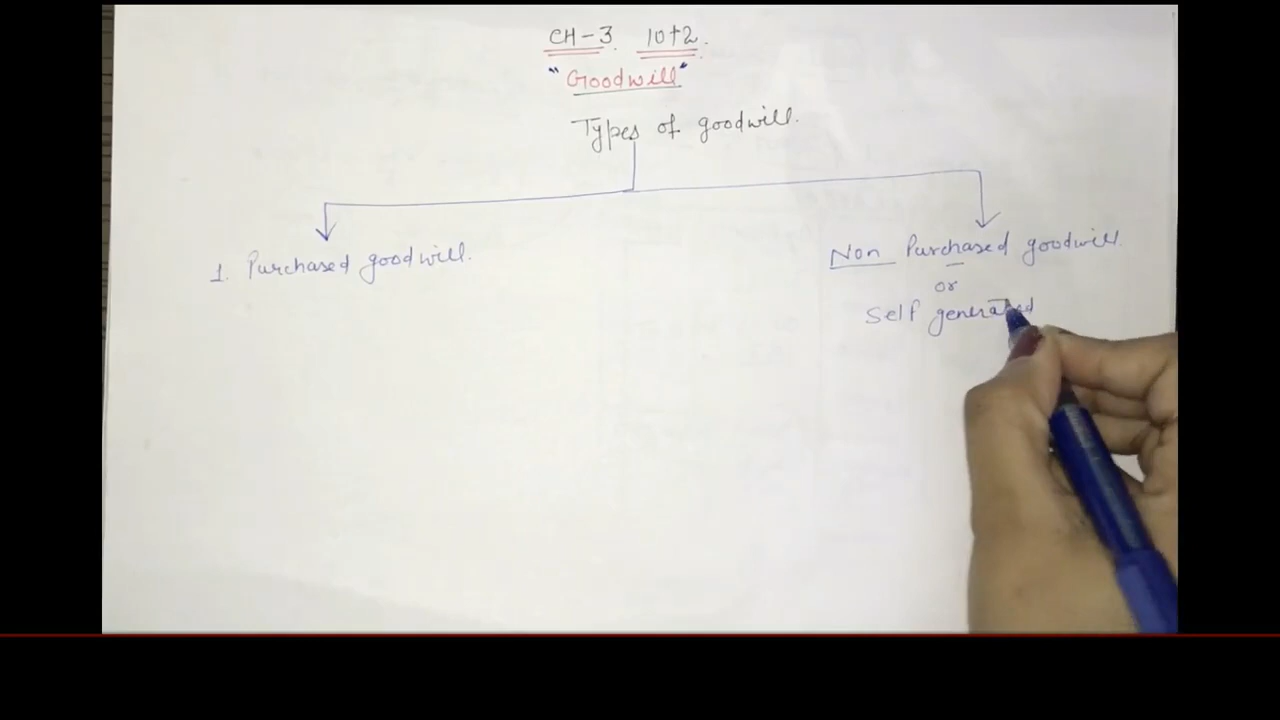 CH-3. 10+2.
"Goodwill"
Types of goodwill.
1. Purchased goodwill.
Non Purchased goodwill.
or
Self generated